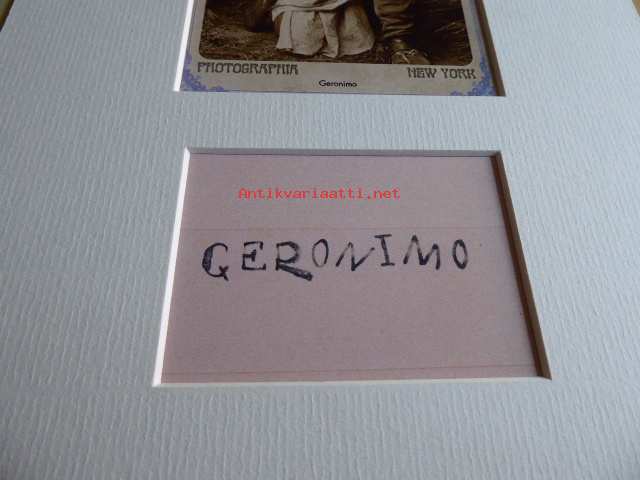 PHOTOGRAPHIA NEW YORK
Geronimo
Antikvariaatti.net
GERONIMO